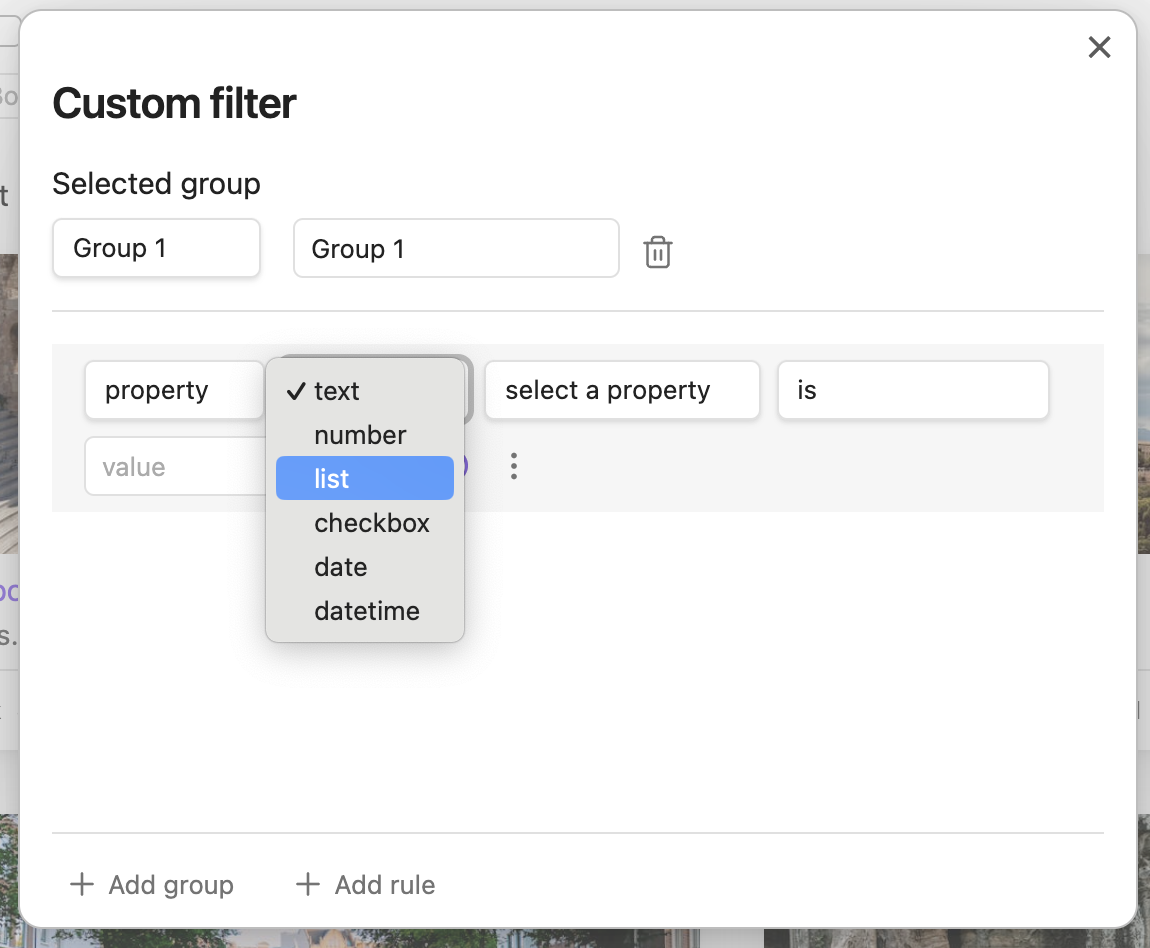 Custom filter
Selected group
Group 1 Group 1
property text select a property is
number
value
list
checkbox
date
datetime
Add group Add rule